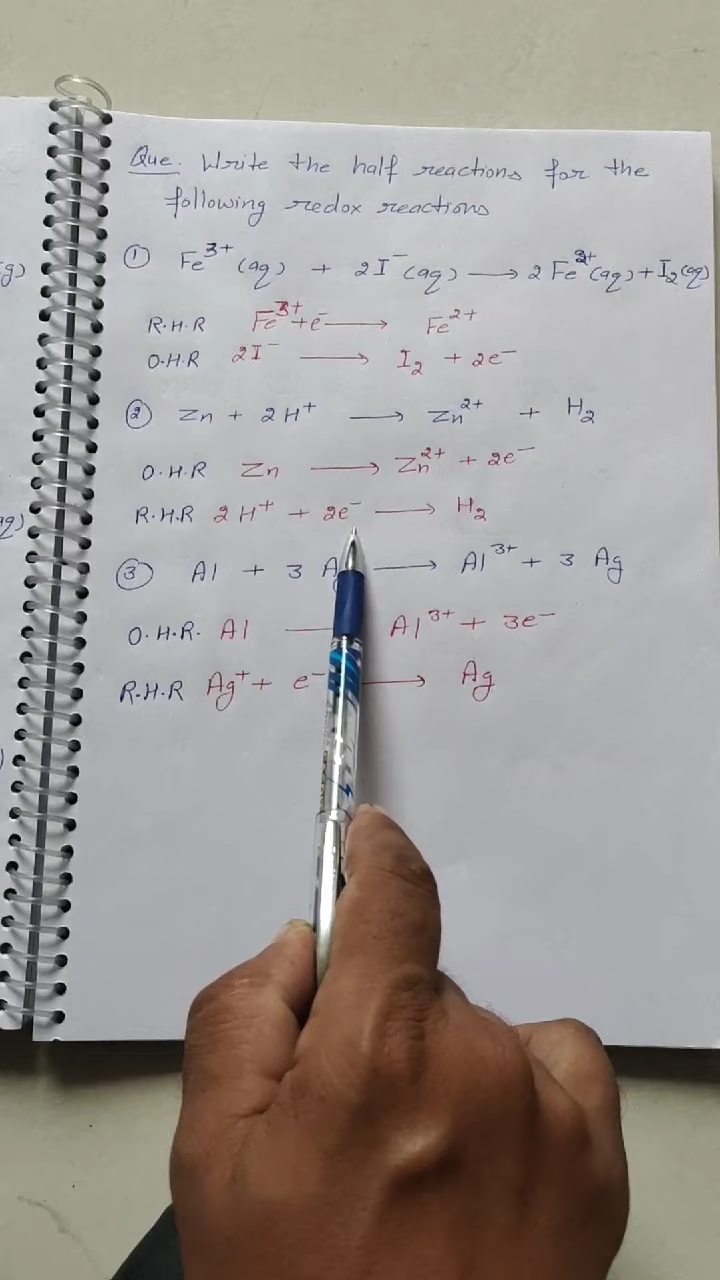 Que. Write the half reactions for the
following redox reactions
① Fe³⁺(aq) + 2I⁻(aq) ⟶ 2Fe²⁺(aq) + I₂(aq)
R.H.R Fe³⁺ + e⁻ ⟶ Fe²⁺
O.H.R 2I⁻ ⟶ I₂ + 2e⁻
② Zn + 2H⁺ ⟶ Zn²⁺ + H₂
O.H.R Zn ⟶ Zn²⁺ + 2e⁻
R.H.R 2H⁺ + 2e⁻ ⟶ H₂
③ Al + 3 ⟶ Al³⁺ + 3 Ag
O.H.R. Al ⟶ Al³⁺ + 3e⁻
R.H.R Ag⁺ + e⁻ ⟶ Ag
g)